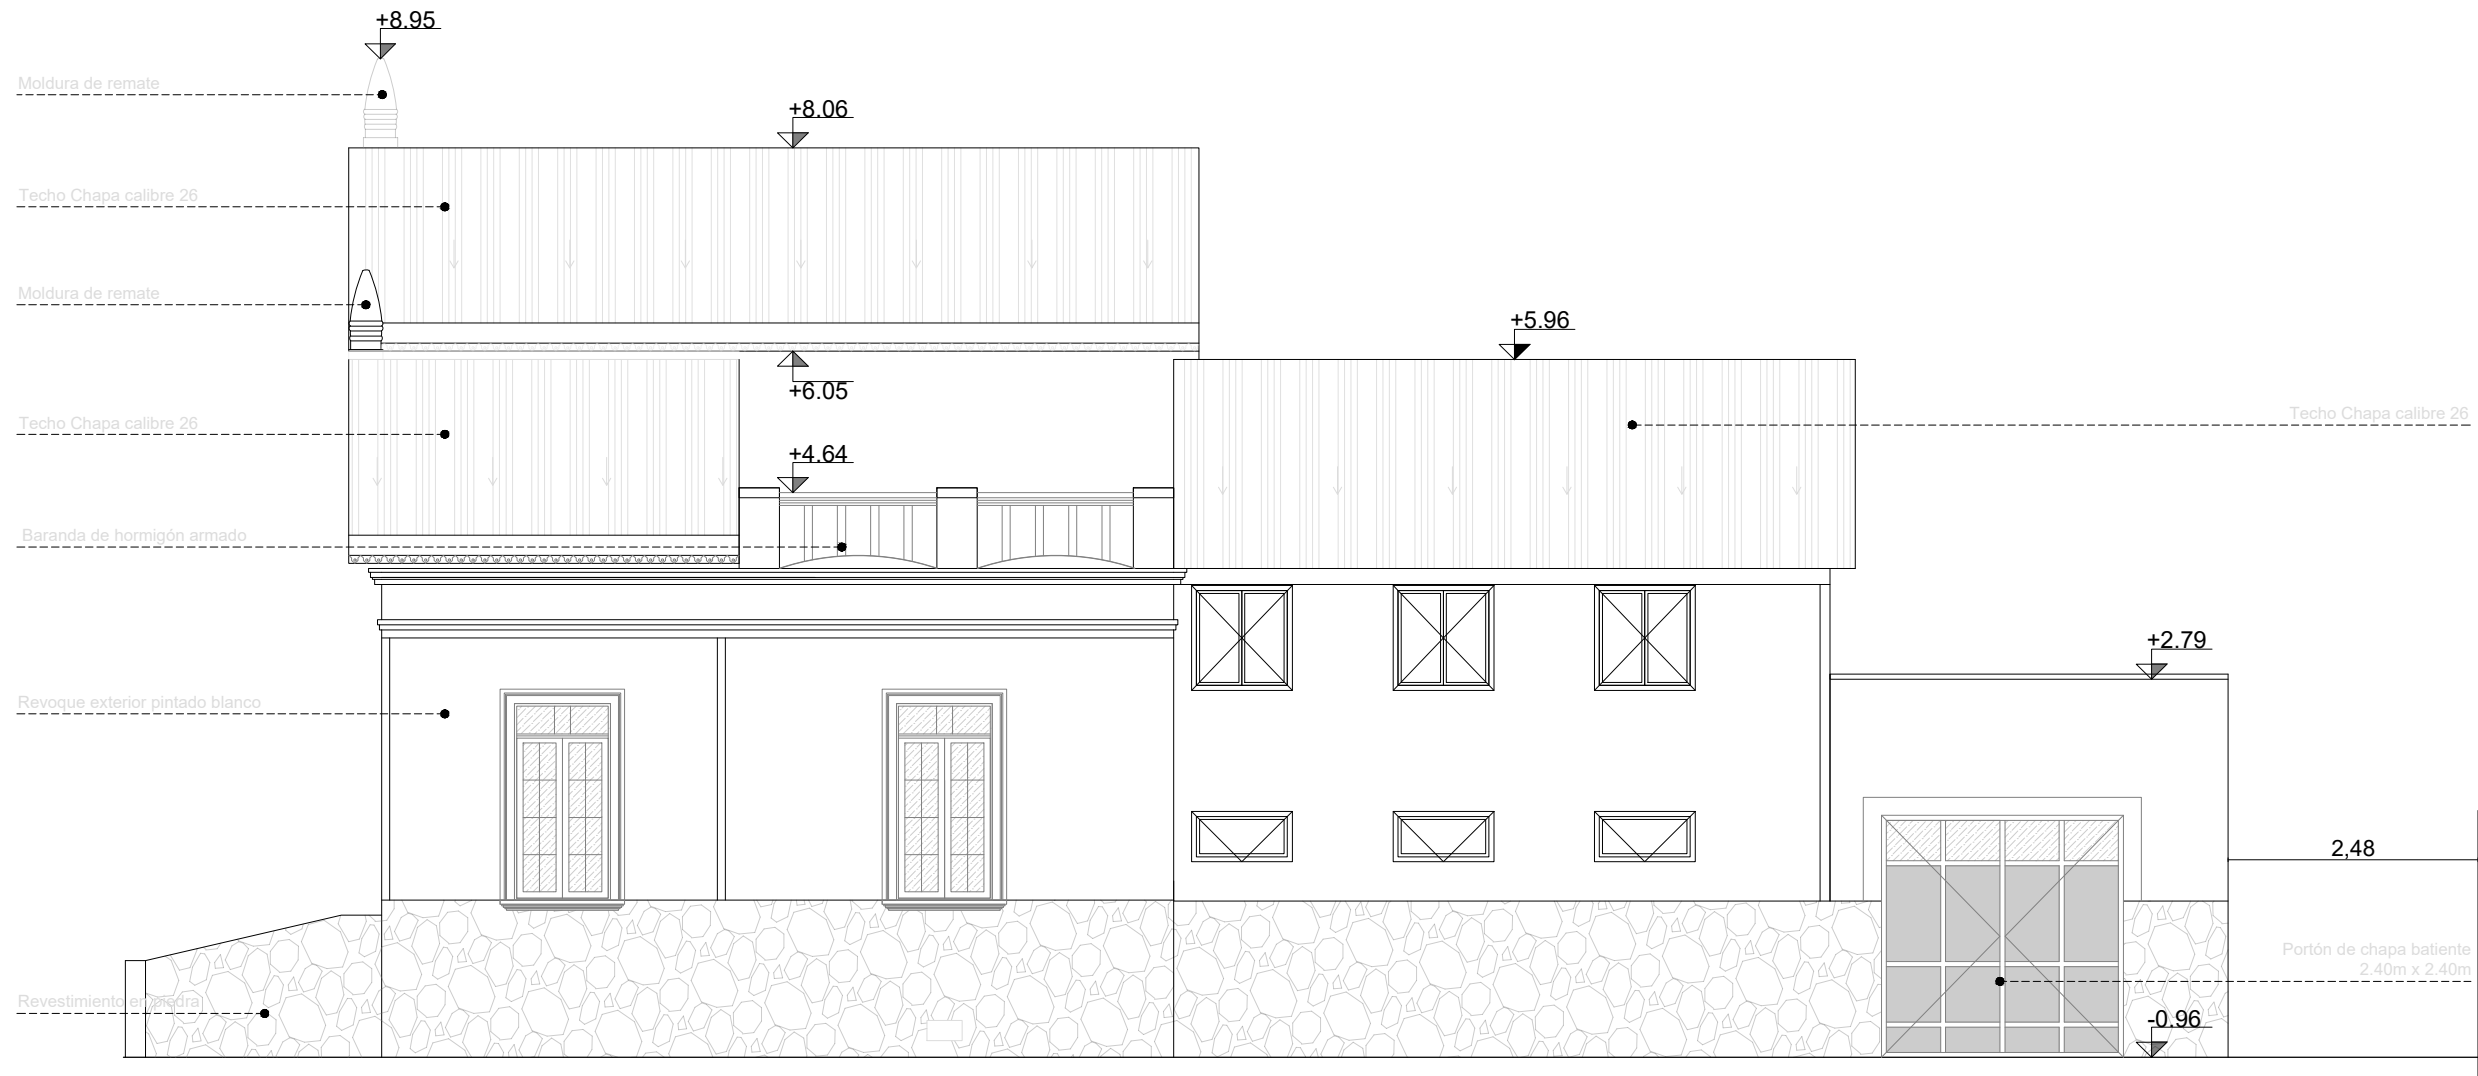 +8.95
Moldura de remate
+8.06
Techo Chapa calibre 26
Moldura de remate
+5.96
+6.05
Techo Chapa calibre 26
Techo Chapa calibre 26
+4.64
Baranda de hormigón armado
+2.79
Revoque exterior pintado blanco
2,48
Portón de chapa batiente
2.40m x 2.40m
Revestimiento en piedra
-0.96